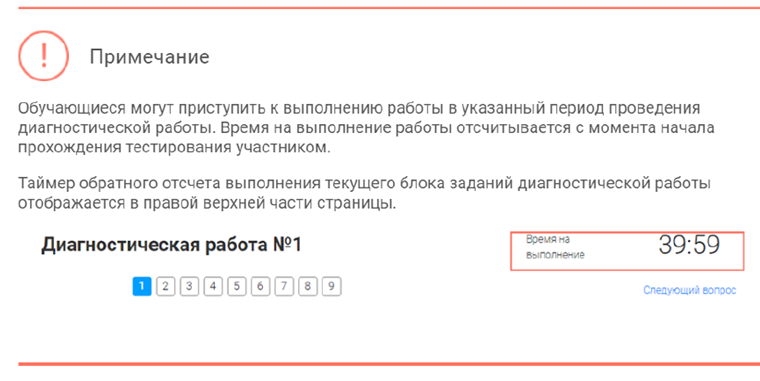 !
Примечание
Обучающиеся могут приступить к выполнению работы в указанный период проведения
диагностической работы. Время на выполнение работы отсчитывается с момента начала
прохождения тестирования участником.
Таймер обратного отсчета выполнения текущего блока заданий диагностической работы
отображается в правой верхней части страницы.
Диагностическая работа №1
Время на
выполнение
39:59
1 2 3 4 5 6 7 8 9
Следующий вопрос